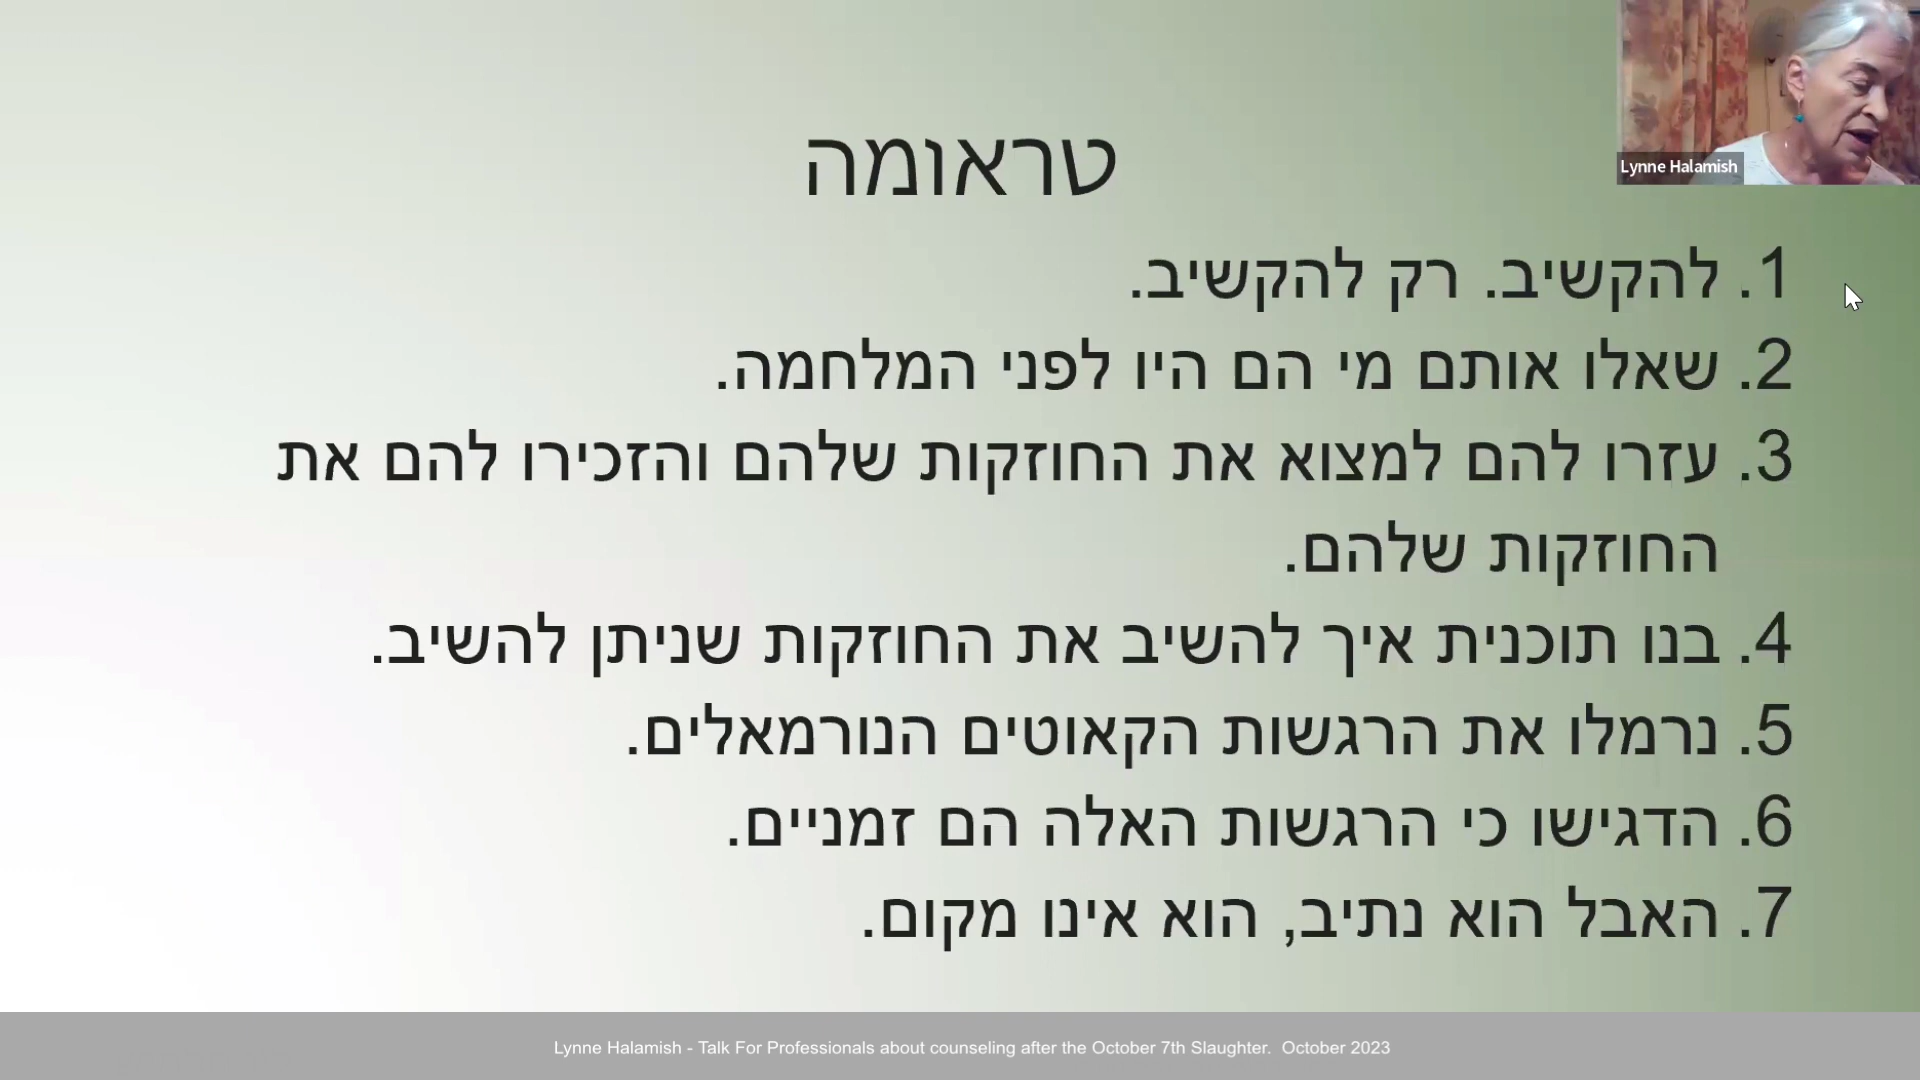 טראומה
Lynne Halamish
1. להקשיב. רק להקשיב.
2. שאלו אותם מי הם היו לפני המלחמה.
3. עזרו להם למצוא את החוזקות שלהם והזכירו להם את
החוזקות שלהם.
4. בנו תוכנית איך להשיב את החוזקות שניתן להשיב.
5. נרמלו את הרגשות הקאוטים הנורמאלים.
6. הדגישו כי הרגשות האלה הם זמניים.
7. האבל הוא נתיב, הוא אינו מקום.
Lynne Halamish - Talk For Professionals about counseling after the October 7th Slaughter.  October 2023